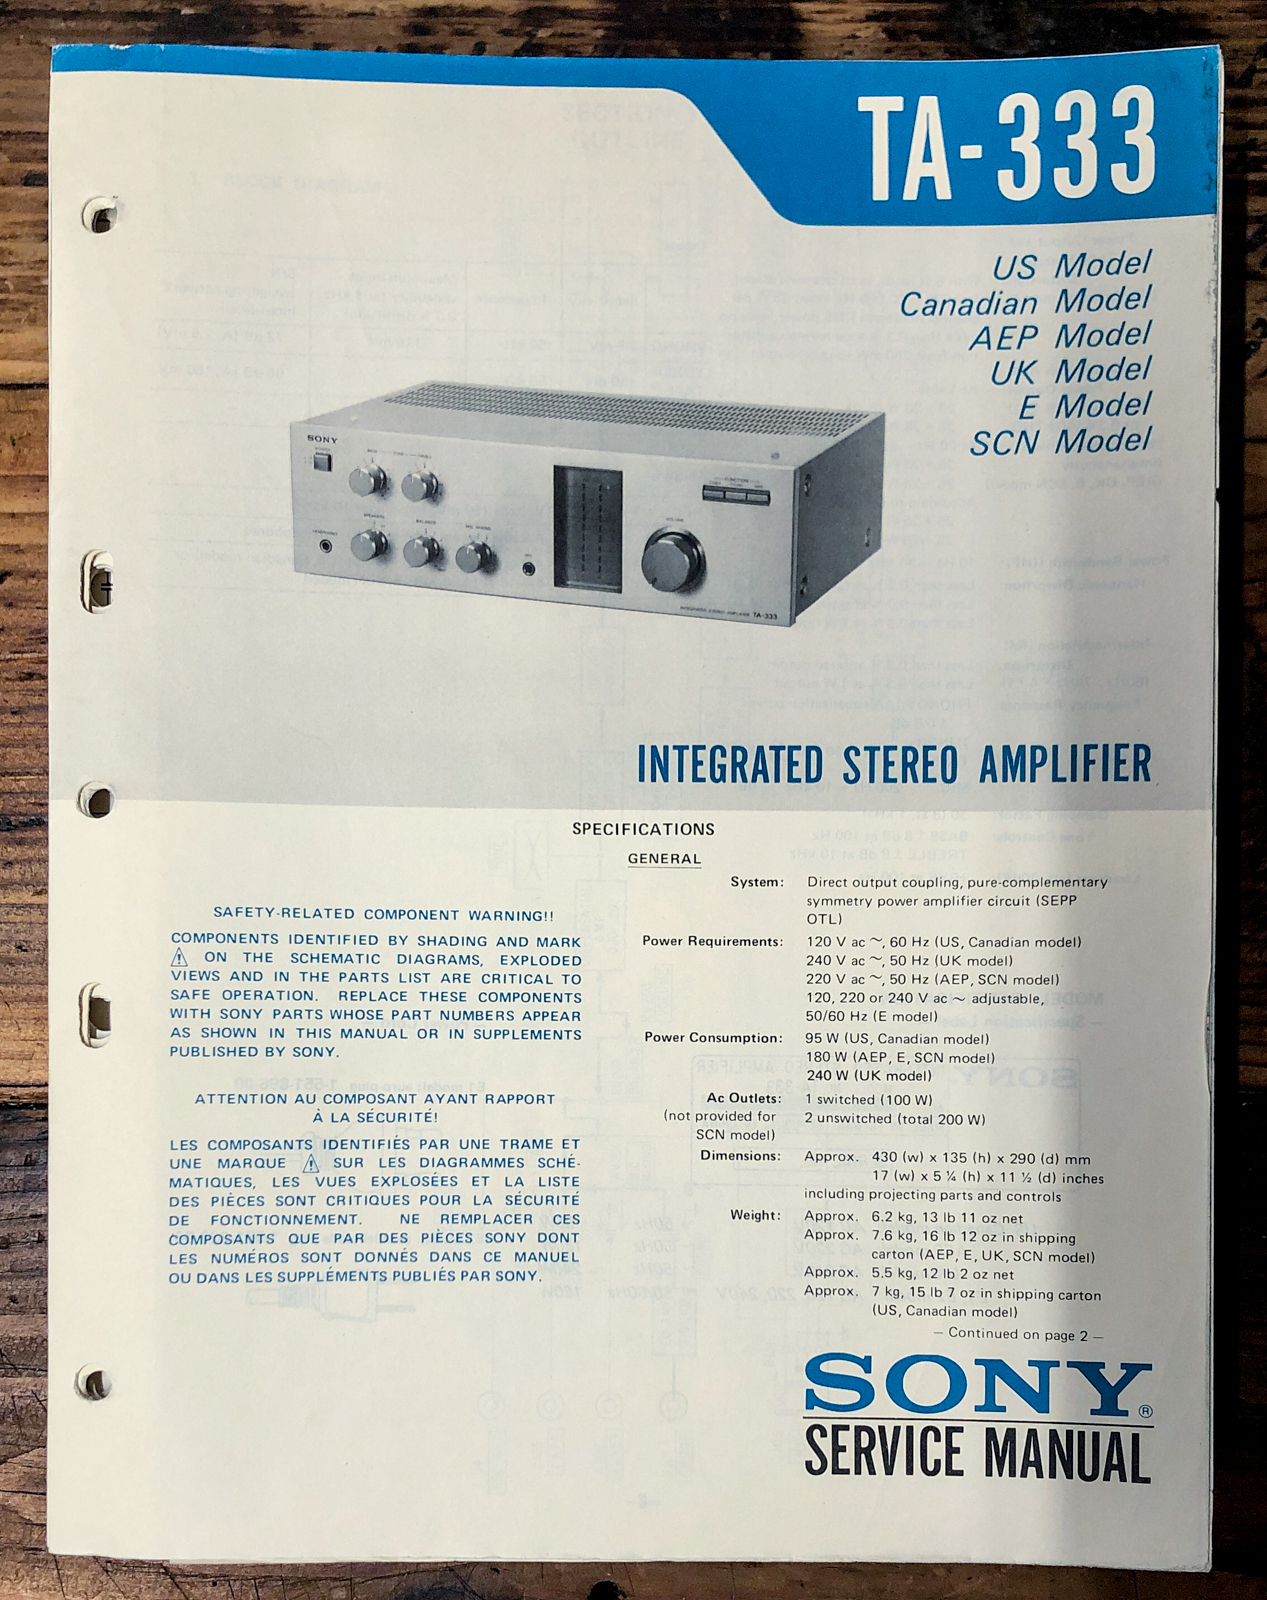 TA-333
US Model
Canadian Model
AEP Model
UK Model
E Model
SCN Model
SONY
INTEGRATED STEREO AMPLIFIER TA-333
INTEGRATED STEREO AMPLIFIER
SPECIFICATIONS
GENERAL
System: Direct output coupling, pure-complementary
symmetry power amplifier circuit (SEPP
OTL)
Power Requirements: 120 V ac ～, 60 Hz (US, Canadian model)
240 V ac ～, 50 Hz (UK model)
220 V ac ～, 50 Hz (AEP, SCN model)
120, 220 or 240 V ac ～ adjustable,
50/60 Hz (E model)
Power Consumption: 95 W (US, Canadian model)
180 W (AEP, E, SCN model)
240 W (UK model)
Ac Outlets: 1 switched (100 W)
(not provided for 2 unswitched (total 200 W)
SCN model)
Dimensions: Approx. 430 (w) x 135 (h) x 290 (d) mm
17 (w) x 5 ¼ (h) x 11 ½ (d) inches
including projecting parts and controls
Weight: Approx. 6.2 kg, 13 lb 11 oz net
Approx. 7.6 kg, 16 lb 12 oz in shipping
carton (AEP, E, UK, SCN model)
Approx. 5.5 kg, 12 lb 2 oz net
Approx. 7 kg, 15 lb 7 oz in shipping carton
(US, Canadian model)
— Continued on page 2 —
SAFETY-RELATED COMPONENT WARNING!!
COMPONENTS IDENTIFIED BY SHADING AND MARK
⚠ ON THE SCHEMATIC DIAGRAMS, EXPLODED
VIEWS AND IN THE PARTS LIST ARE CRITICAL TO
SAFE OPERATION. REPLACE THESE COMPONENTS
WITH SONY PARTS WHOSE PART NUMBERS APPEAR
AS SHOWN IN THIS MANUAL OR IN SUPPLEMENTS
PUBLISHED BY SONY.
ATTENTION AU COMPOSANT AYANT RAPPORT
À LA SÉCURITÉ!
LES COMPOSANTS IDENTIFIÉS PAR UNE TRAME ET
UNE MARQUE ⚠ SUR LES DIAGRAMMES SCHÉ-
MATIQUES, LES VUES EXPLOSÉES ET LA LISTE
DES PIÈCES SONT CRITIQUES POUR LA SÉCURITÉ
DE FONCTIONNEMENT. NE REMPLACER CES
COMPOSANTS QUE PAR DES PIÈCES SONY DONT
LES NUMÉROS SONT DONNÉS DANS CE MANUEL
OU DANS LES SUPPLÉMENTS PUBLIÉS PAR SONY.
SONY®
SERVICE MANUAL